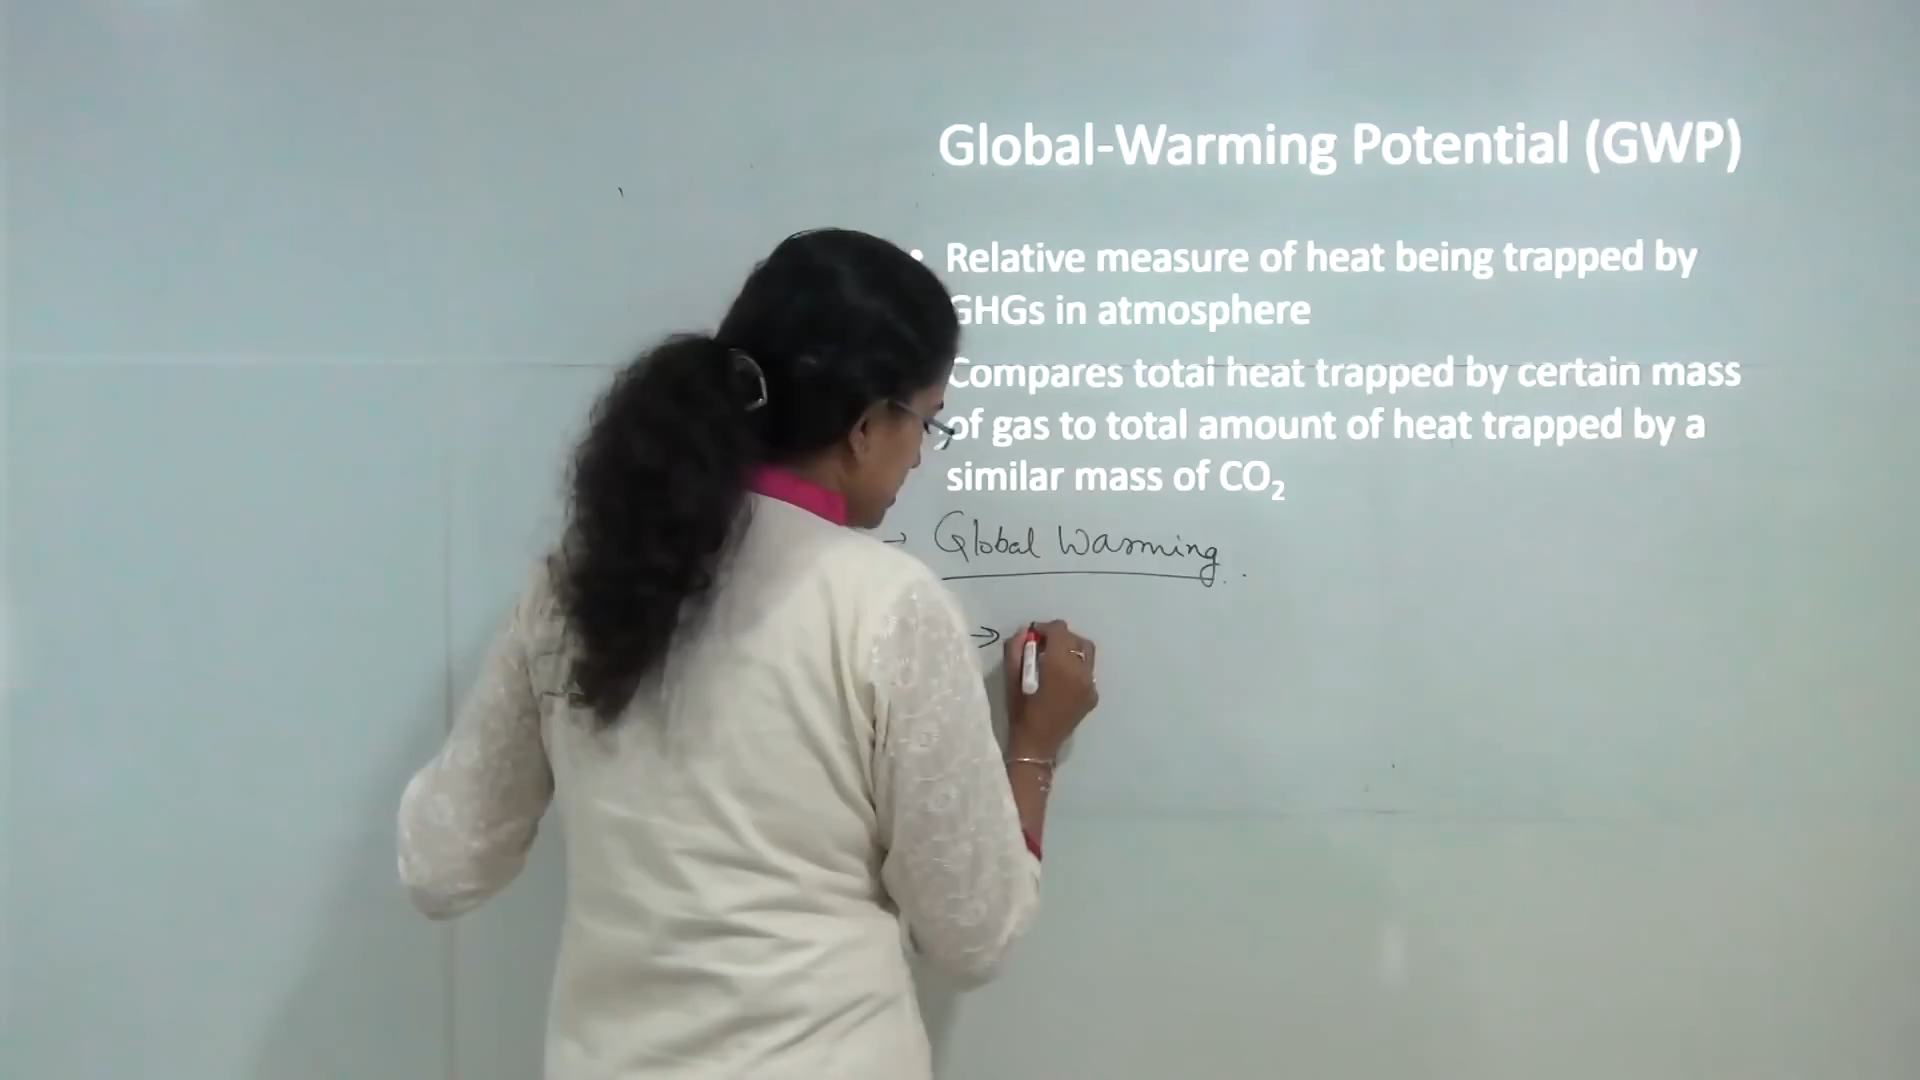 Global-Warming Potential (GWP)
• Relative measure of heat being trapped by
GHGs in atmosphere
Compares total heat trapped by certain mass
of gas to total amount of heat trapped by a
similar mass of CO₂
→ Global Warming
→